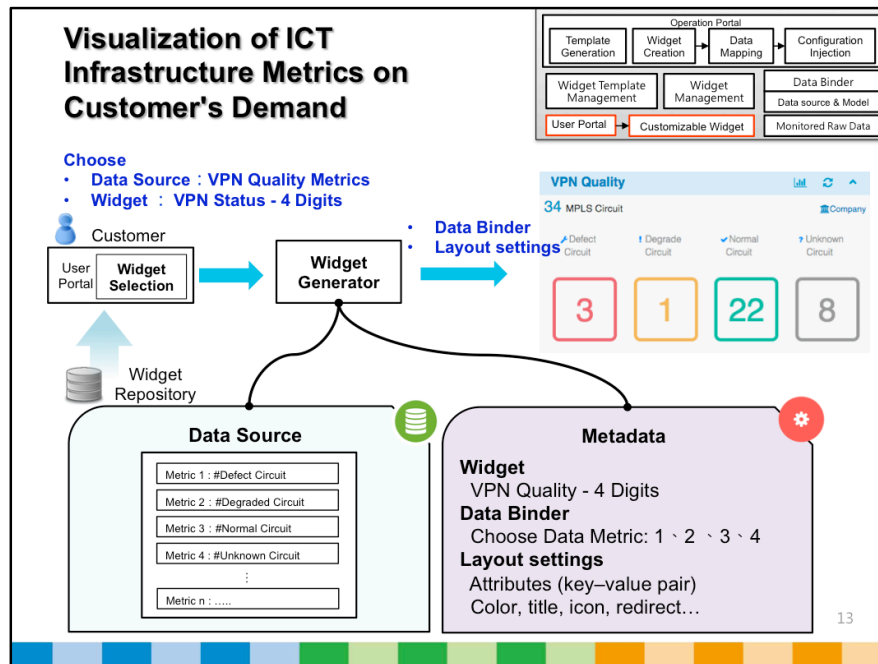 Visualization of ICT
Infrastructure Metrics on
Customer's Demand
Operation Portal
Template
Generation
Widget
Creation
Data
Mapping
Configuration
Injection
Widget Template
Management
Widget
Management
Data Binder
Data source & Model
User Portal
Customizable Widget
Monitored Raw Data
Choose
• Data Source：VPN Quality Metrics
• Widget ： VPN Status - 4 Digits
Customer
User
Portal
Widget
Selection
Widget
Generator
• Data Binder
• Layout settings
VPN Quality
34 MPLS Circuit
Company
Defect
Circuit
Degrade
Circuit
Normal
Circuit
Unknown
Circuit
3
1
22
8
Widget
Repository
Data Source
Metric 1：#Defect Circuit
Metric 2：#Degraded Circuit
Metric 3：#Normal Circuit
Metric 4：#Unknown Circuit
⋮
Metric n：…..
Metadada
Widget
VPN Quality - 4 Digits
Data Binder
Choose Data Metric: 1、2 、3、4
Layout settings
Attributes (key–value pair)
Color, title, icon, redirect…
13